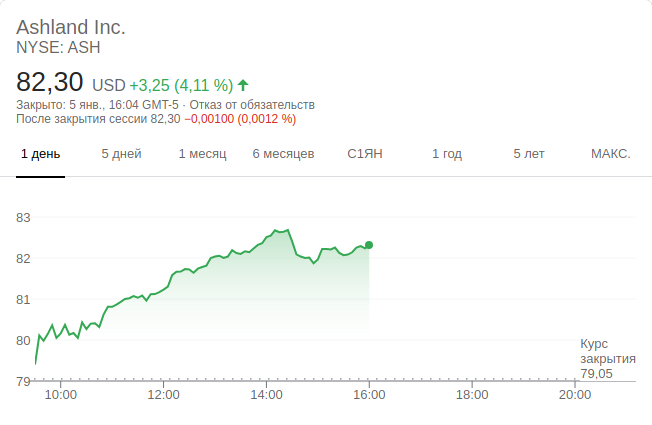 Ashland Inc.
NYSE: ASH
82,30 USD +3,25 (4,11 %)
Закрыто: 5 янв., 16:04 GMT-5 · Отказ от обязательств
После закрытия сессии 82,30 −0,00100 (0,0012 %)
1 день 5 дней 1 месяц 6 месяцев С1ЯН 1 год 5 лет МАКС.
83
82
81
80
79
Курс
закрытия
79,05
10:00 12:00 14:00 16:00 18:00 20:00